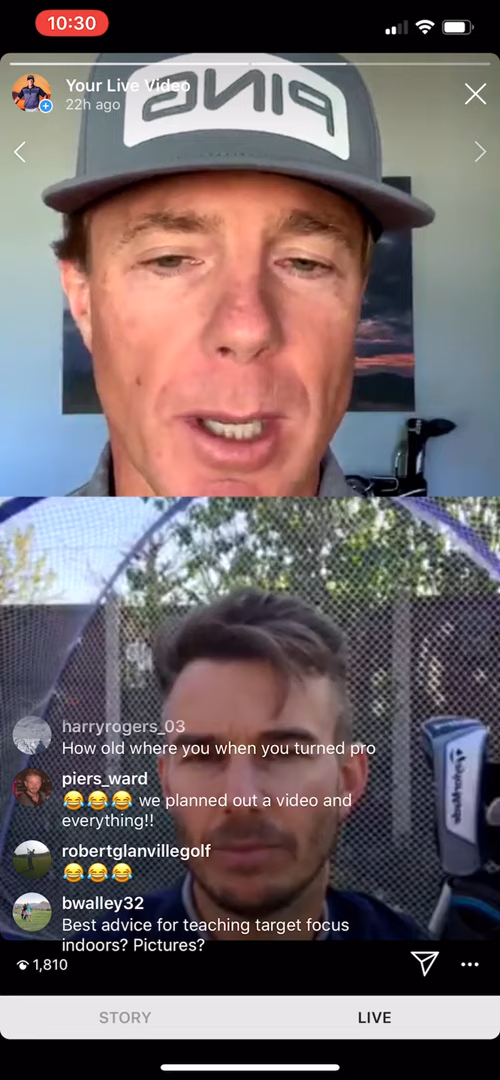 10:30
Your Live Video
22h ago
PING
harryrogers_03
How old where you when you turned pro
piers_ward
😂😂😂 we planned out a video and
everything!!
robertglanvillegolf
😂😂😂
bwalley32
Best advice for teaching target focus
indoors? Pictures?
TaylorMade
1,810
STORY
LIVE